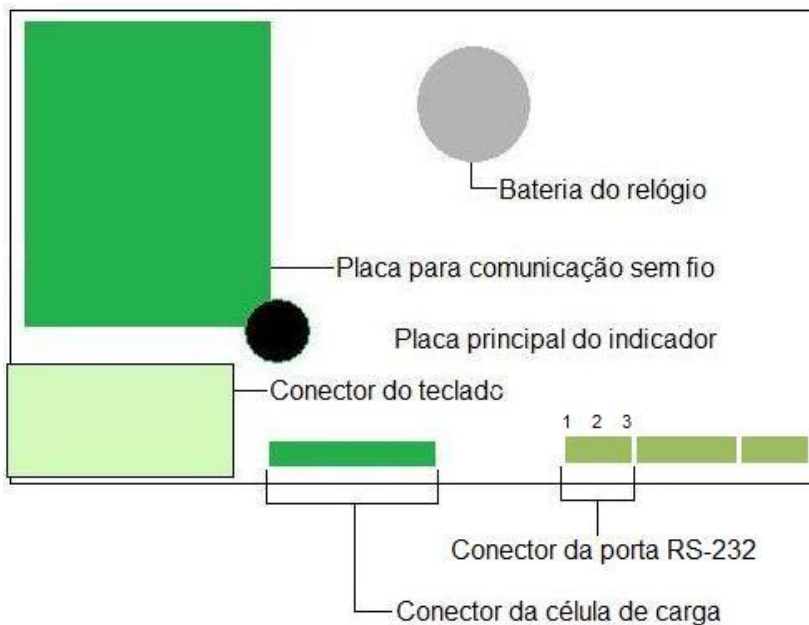 Bateria do relógio
Placa para comunicação sem fio
Placa principal do indicador
Conector do teclado
1 2 3
Conector da porta RS-232
Conector da célula de carga